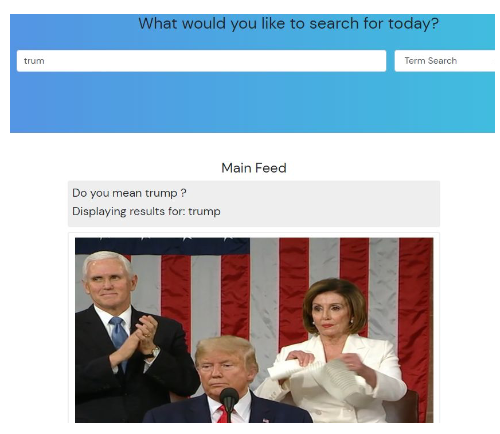 What would you like to search for today?
trum
Term Search
Main Feed
Do you mean trump ?
Displaying results for: trump